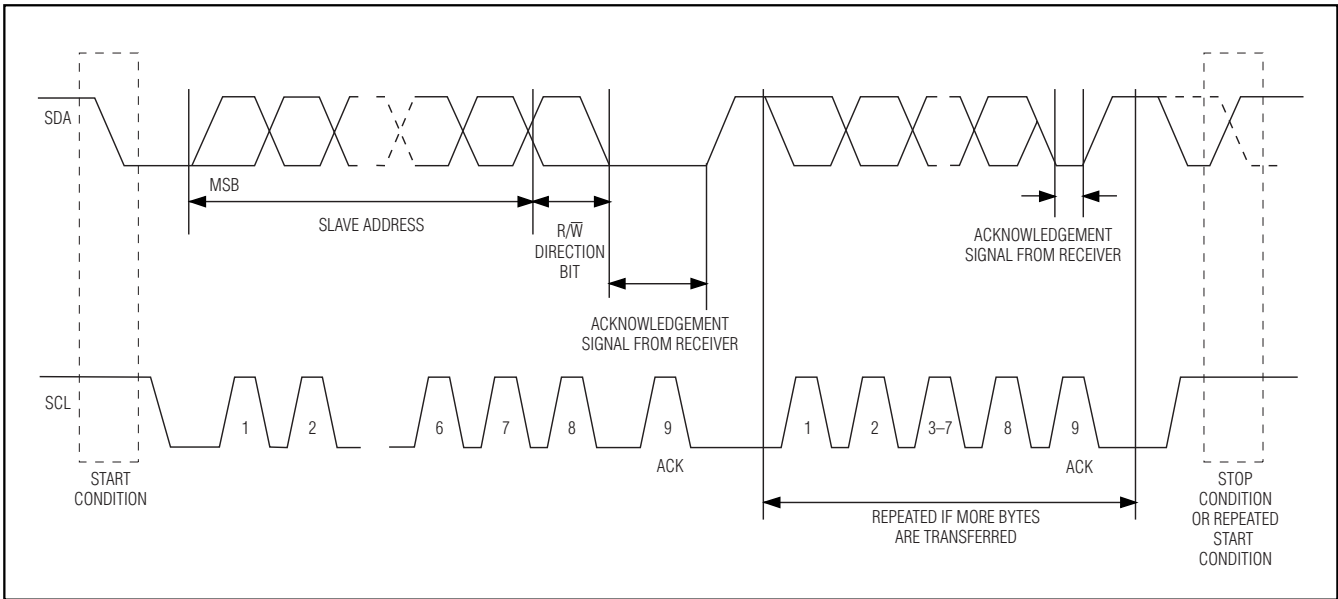 SDA
MSB
SLAVE ADDRESS
R/W̅
DIRECTION
BIT
ACKNOWLEDGEMENT
SIGNAL FROM RECEIVER
ACKNOWLEDGEMENT
SIGNAL FROM RECEIVER
SCL
1 2 6 7 8 9 1 2 3–7 8 9
ACK ACK
START
CONDITION
REPEATED IF MORE BYTES
ARE TRANSFERRED
STOP
CONDITION
OR REPEATED
START
CONDITION